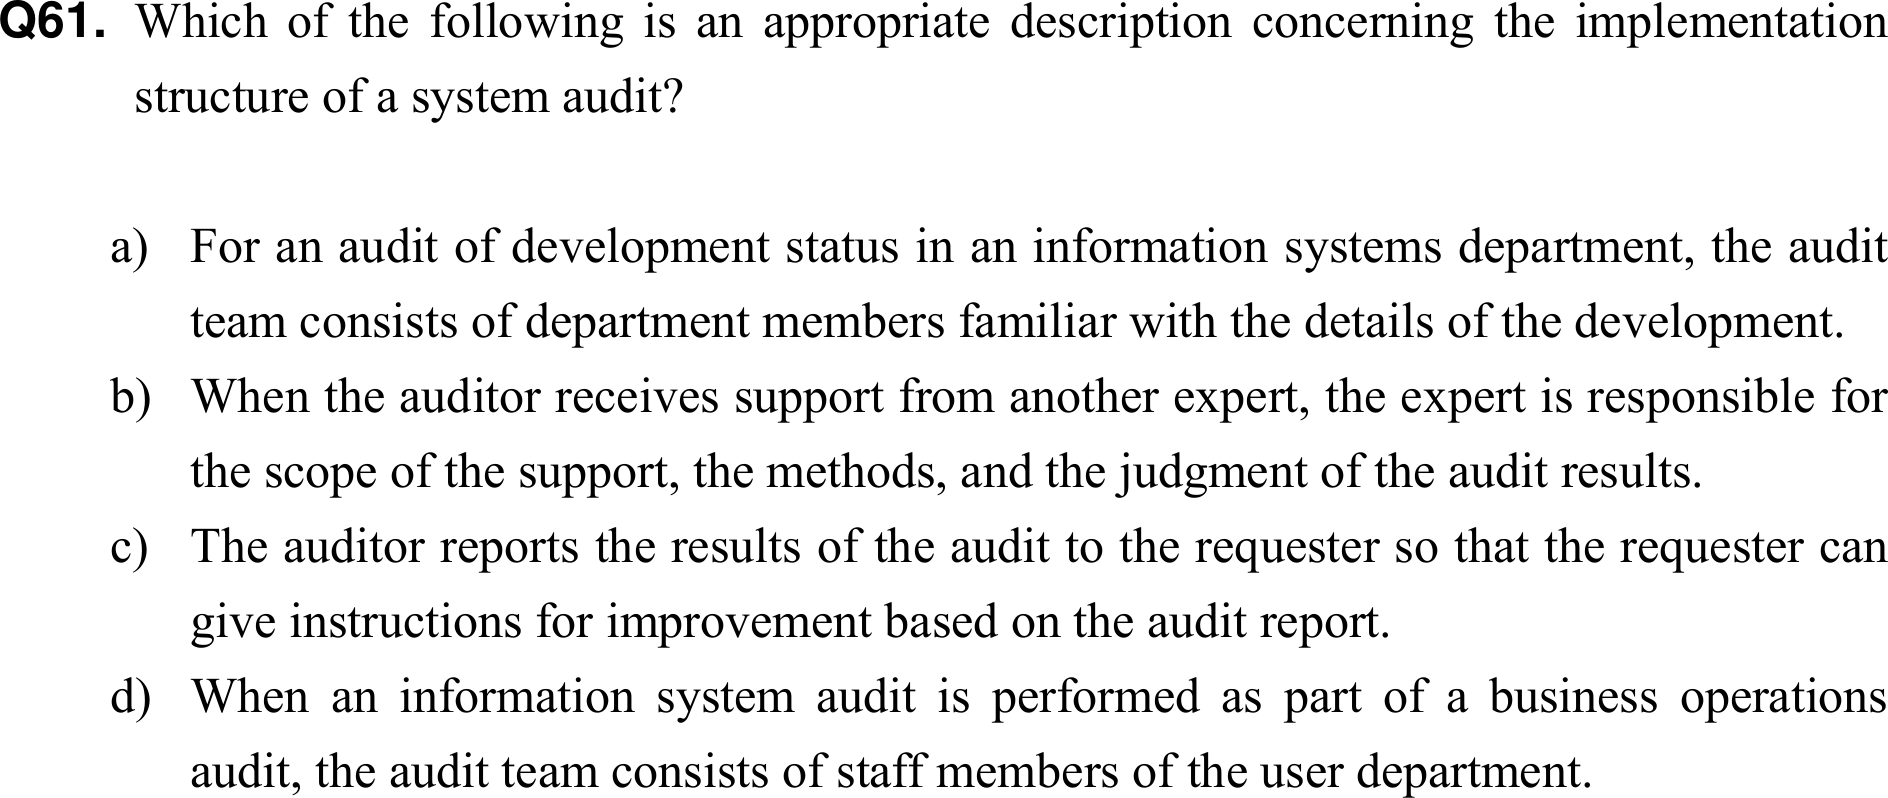 Q61. Which of the following is an appropriate description concerning the implementation
structure of a system audit?
a) For an audit of development status in an information systems department, the audit
team consists of department members familiar with the details of the development.
b) When the auditor receives support from another expert, the expert is responsible for
the scope of the support, the methods, and the judgment of the audit results.
c) The auditor reports the results of the audit to the requester so that the requester can
give instructions for improvement based on the audit report.
d) When an information system audit is performed as part of a business operations
audit, the audit team consists of staff members of the user department.